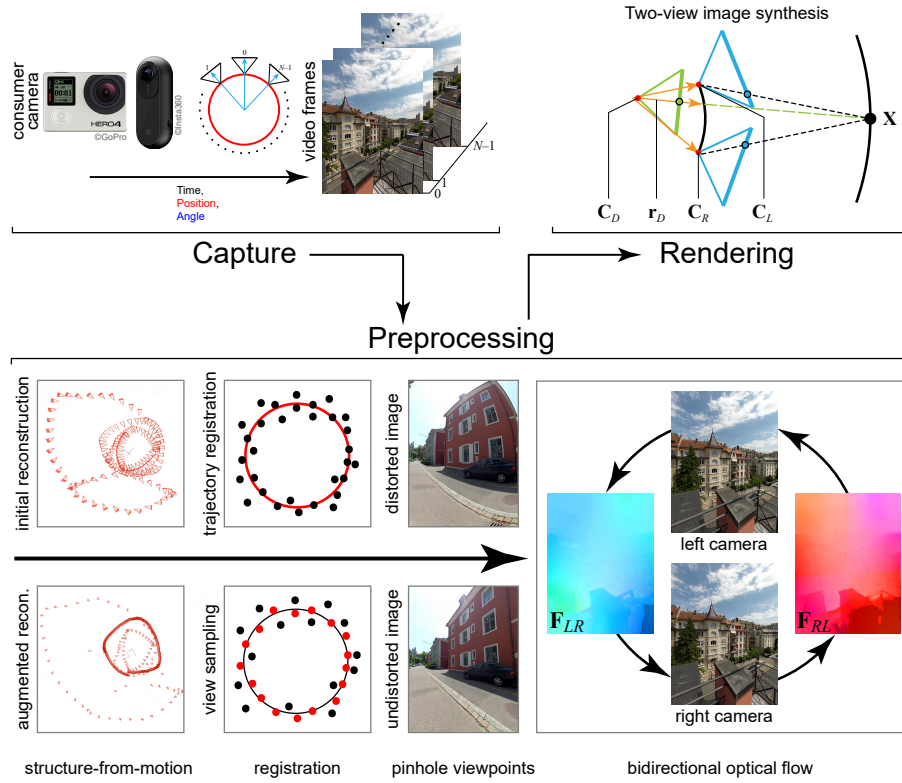 Two-view image synthesis
consumer
camera
HERO4
©GoPro
©Insta360
1
0
N–1
video frames
N–1
1
0
Time,
Position,
Angle
X
C_D
r_D
C_R
C_L
Capture
Rendering
Preprocessing
initial reconstruction
trajectory registration
distorted image
left camera
F_LR
F_RL
augmented recon.
view sampling
undistorted image
right camera
structure-from-motion
registration
pinhole viewpoints
bidirectional optical flow